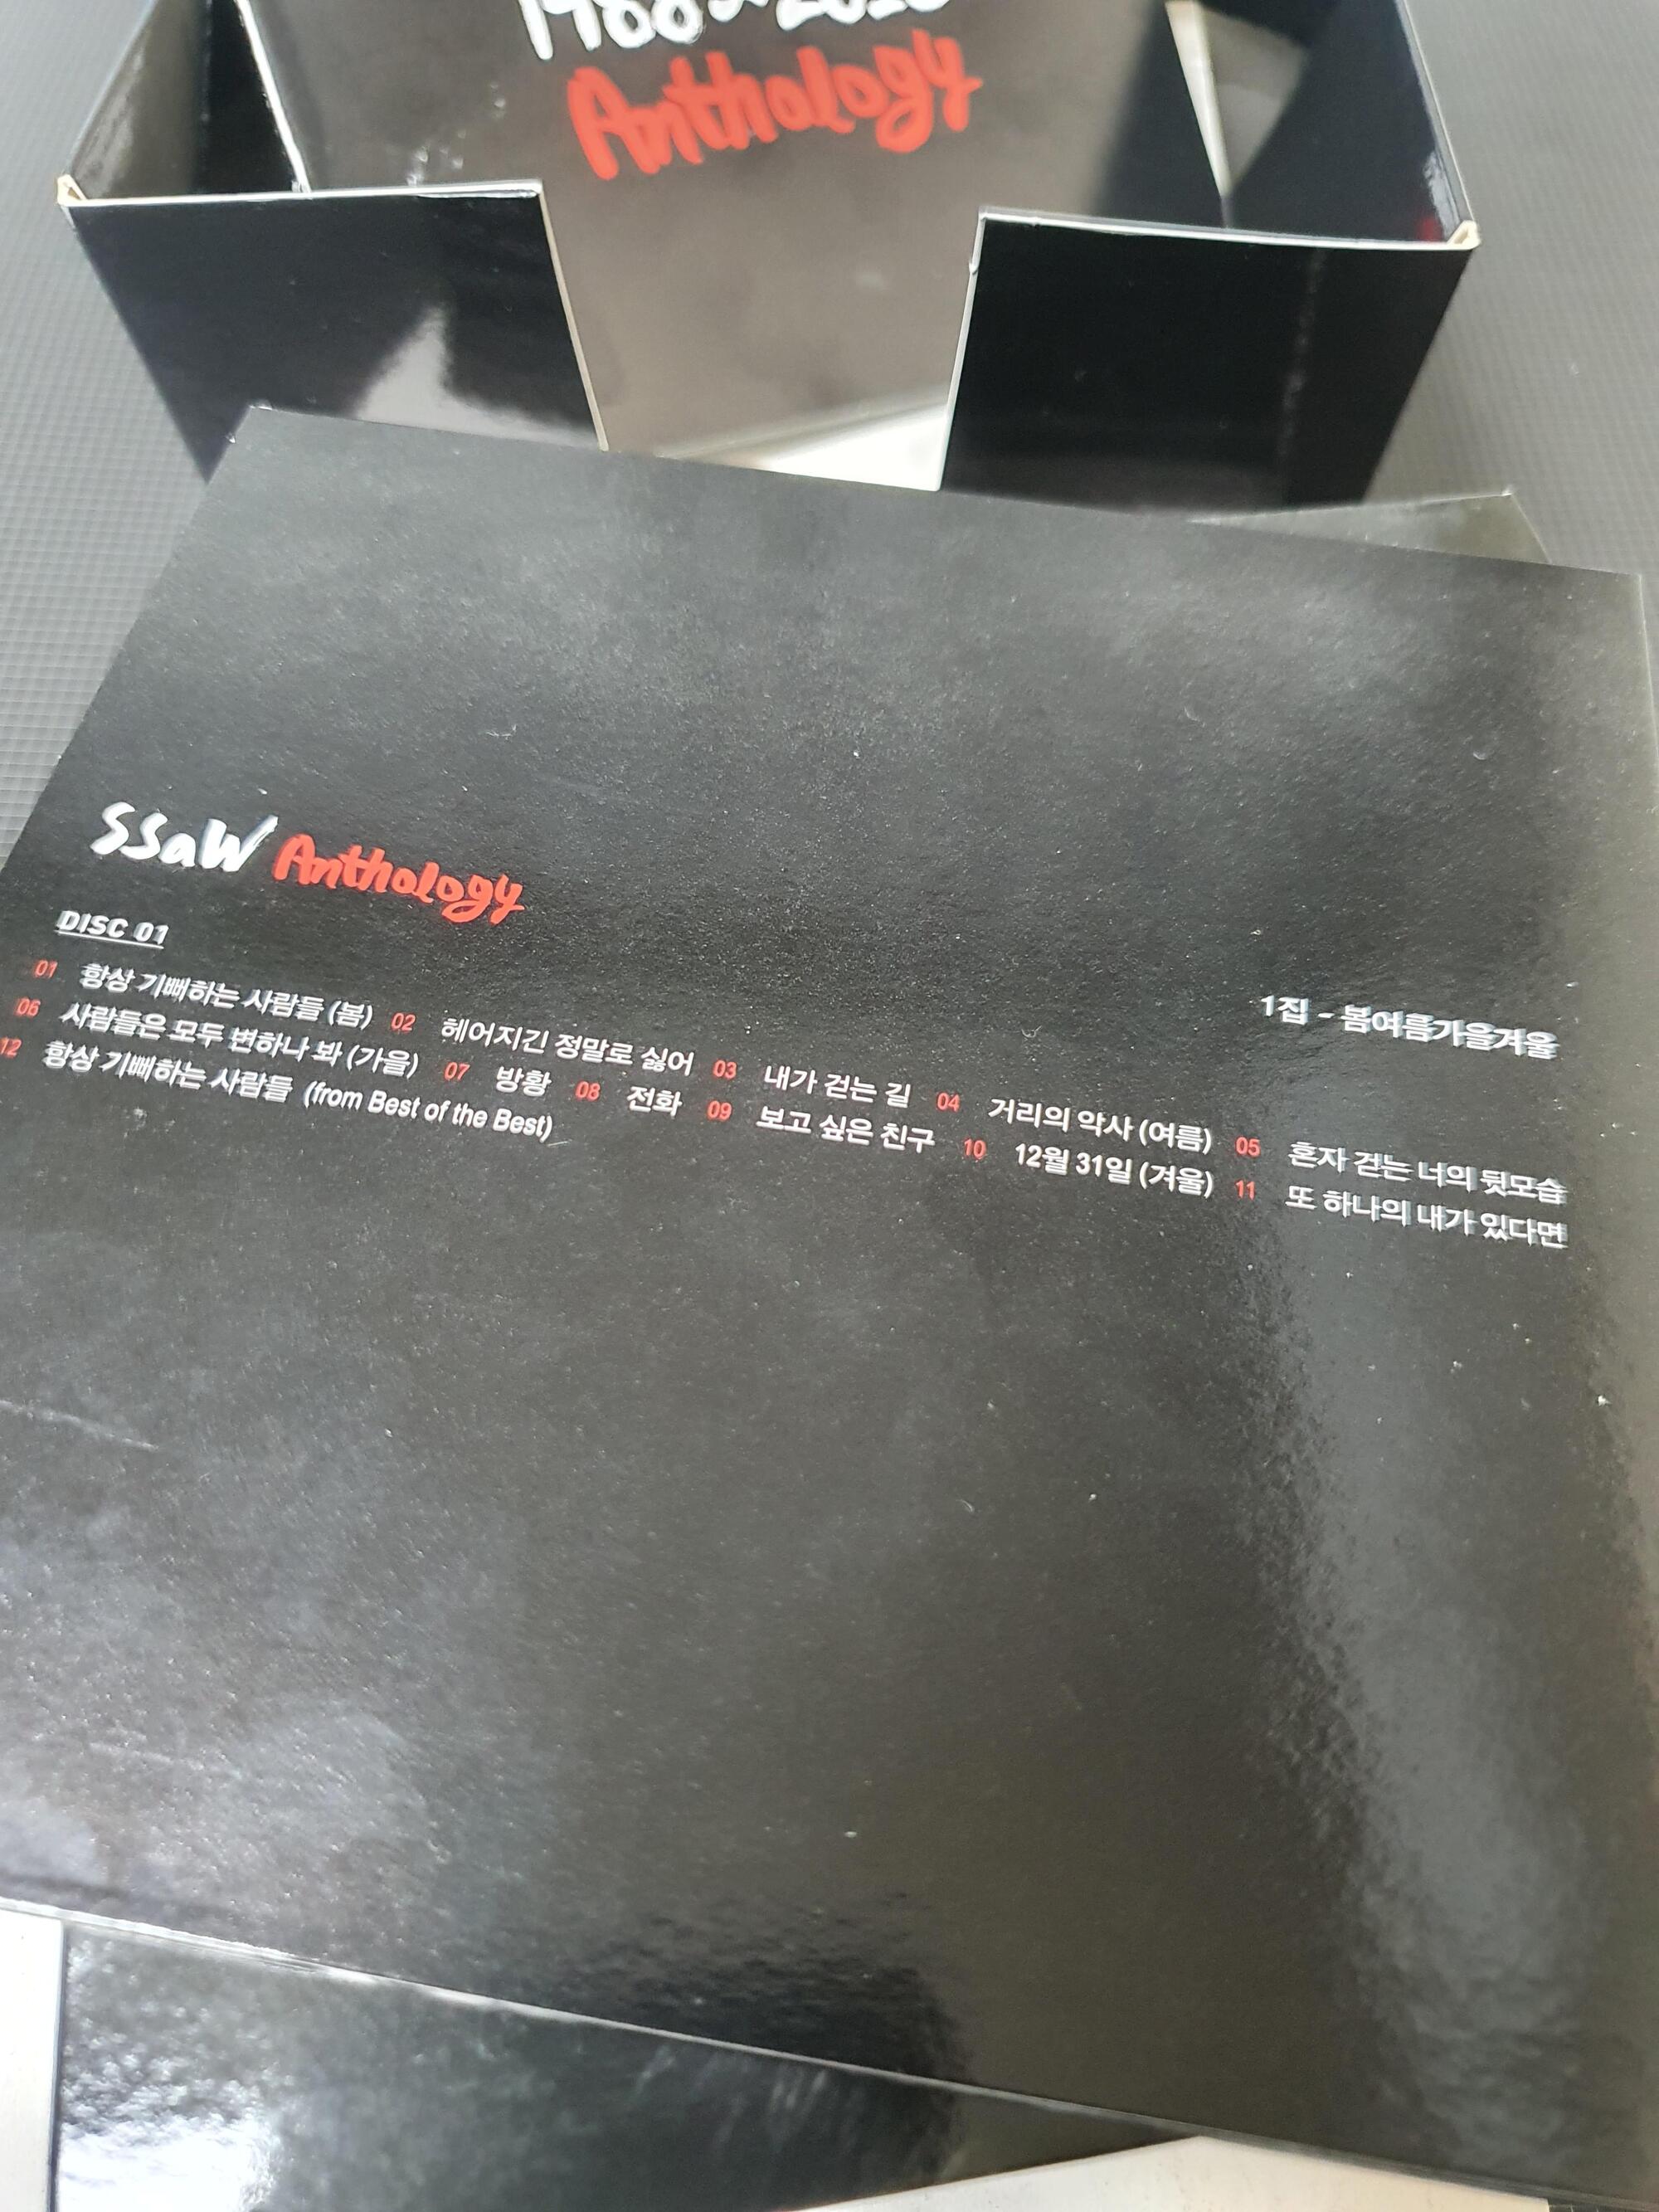 Anthology
SSaW Anthology
DISC 01
1집 - 봄여름가을겨울
01 항상 기뻐하는 사람들 (봄) 02 헤어지긴 정말로 싫어 03 내가 걷는 길 04 거리의 악사 (여름) 05 혼자 걷는 너의 뒷모습
06 사람들은 모두 변하나 봐 (가을) 07 방황 08 전화 09 보고 싶은 친구 10 12월 31일 (겨울) 11 또 하나의 내가 있다면
12 항상 기뻐하는 사람들 (from Best of the Best)